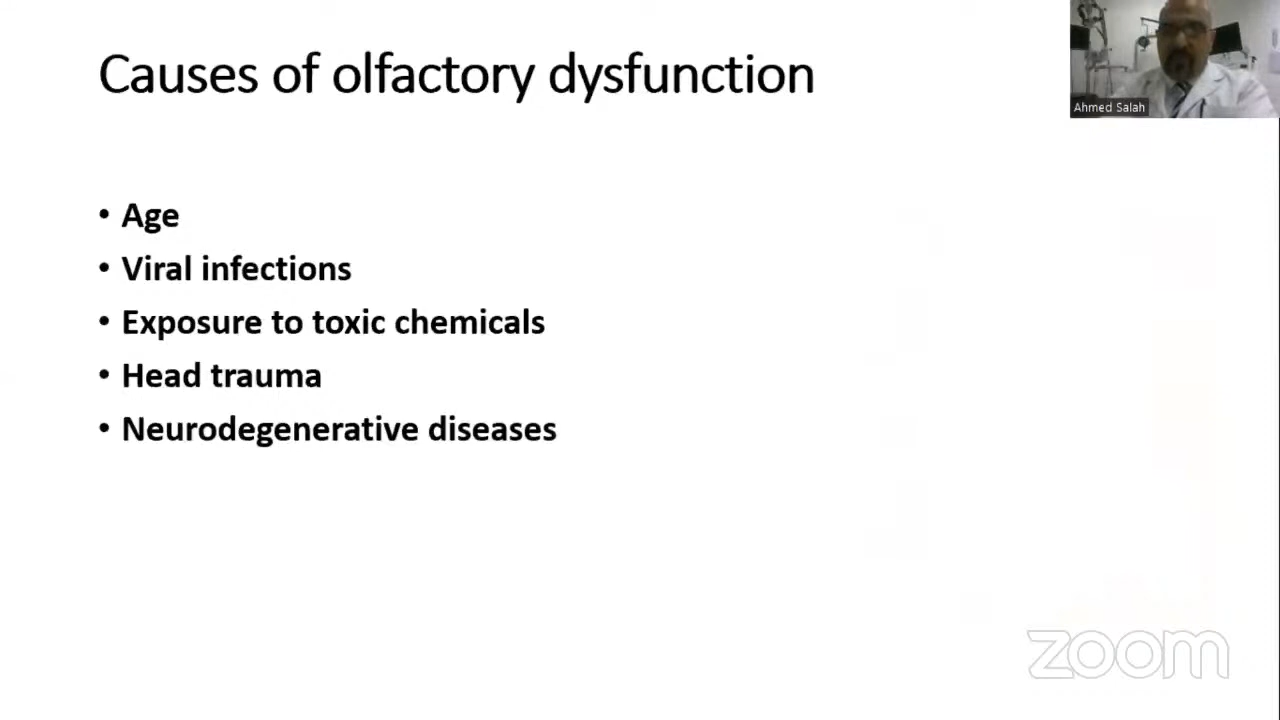 Causes of olfactory dysfunction
Ahmed Salah
• Age
• Viral infections
• Exposure to toxic chemicals
• Head trauma
• Neurodegenerative diseases
zoom